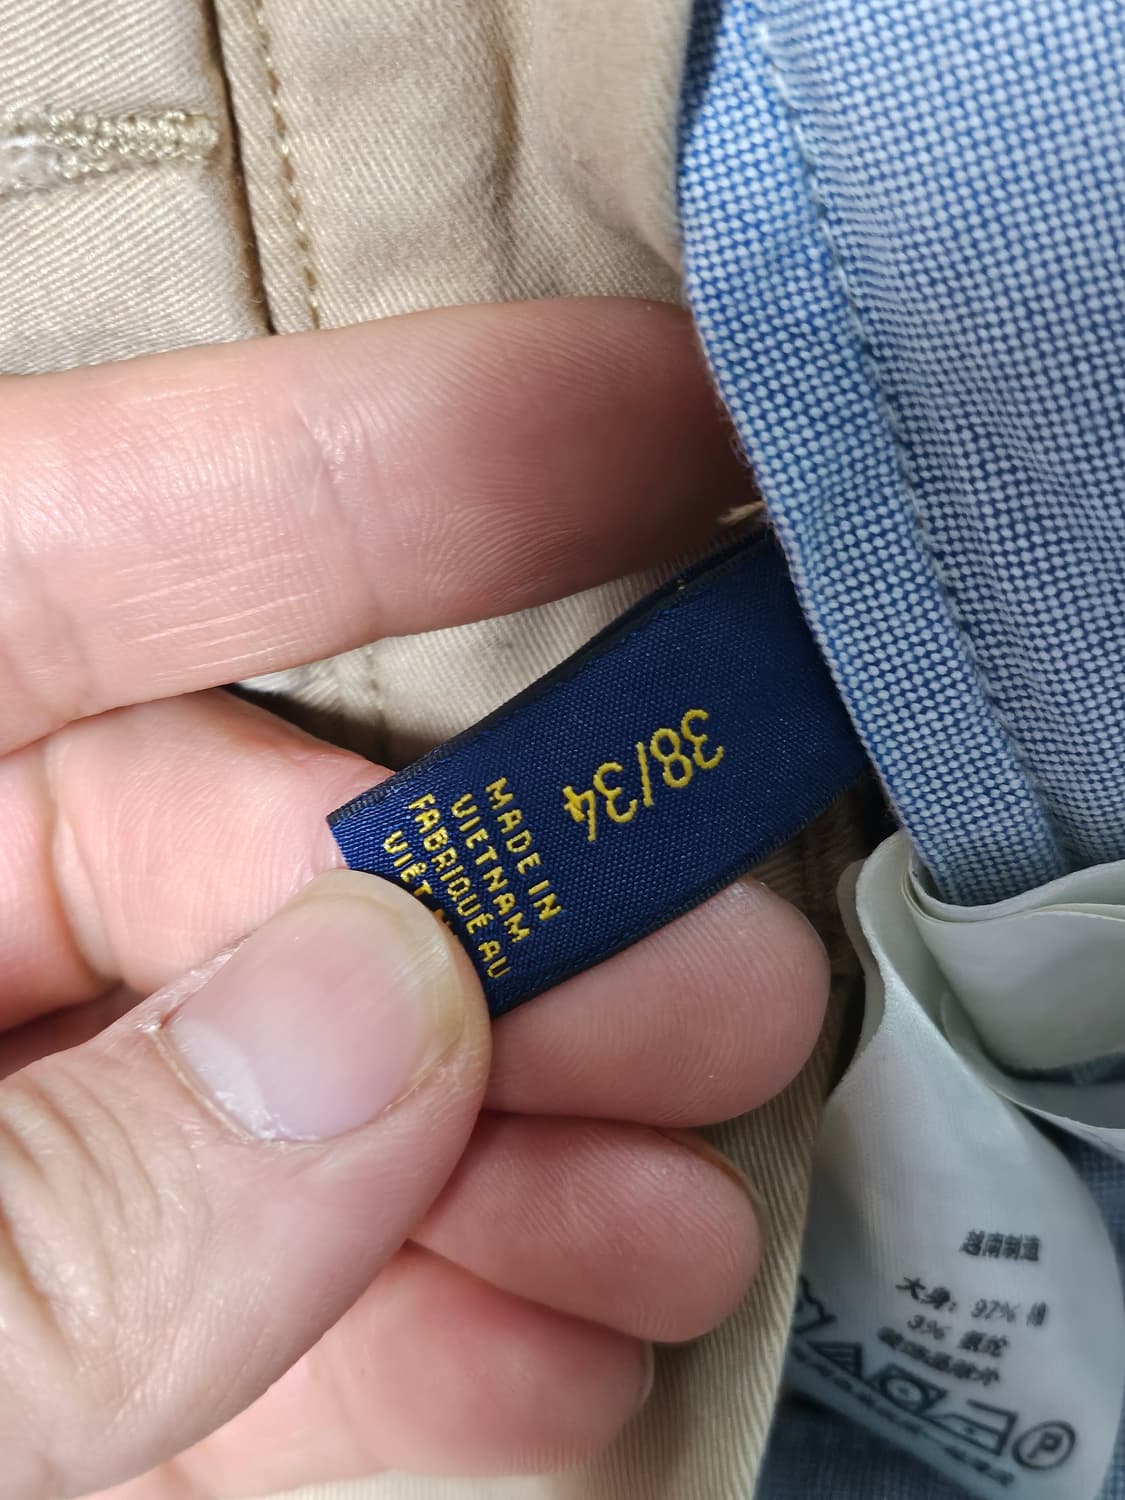 38/34
MADE IN
VIETNAM
FABRIQUÉ AU
越南制造
大身: 97% 棉
3% 氨纶
P